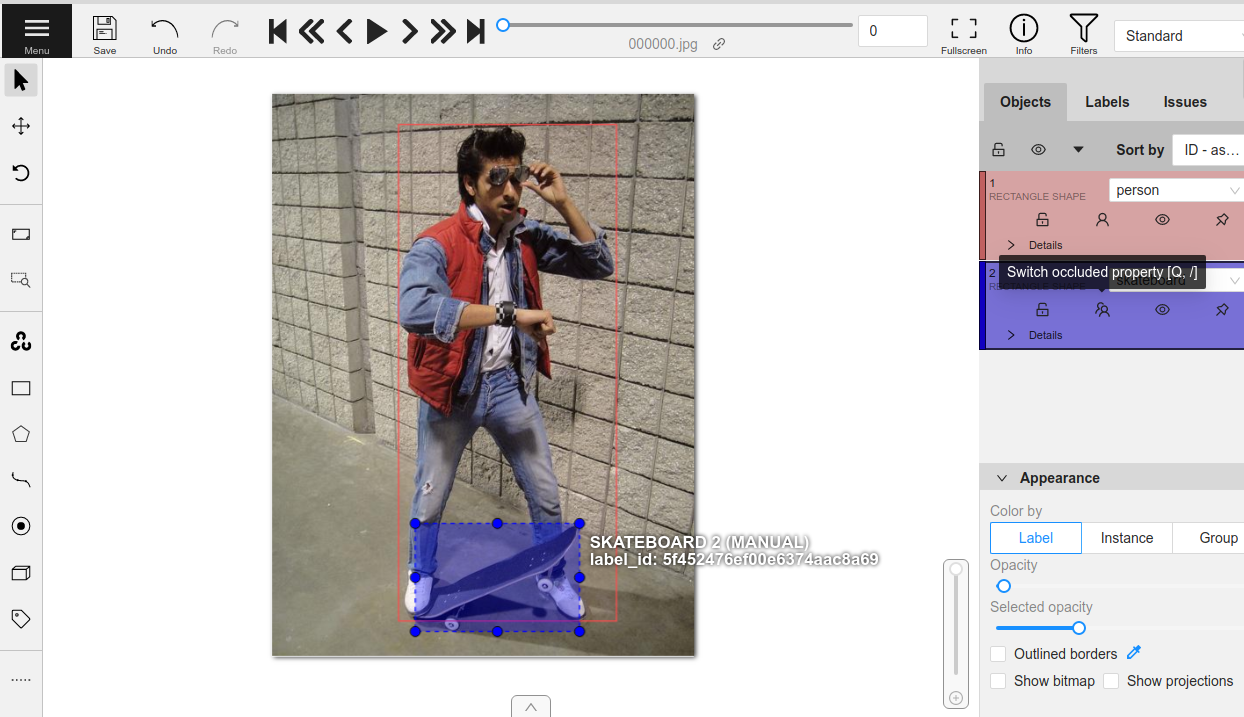 Menu
Save
Undo
Redo
000000.jpg
0
Fullscreen
Info
Filters
Standard
Objects
Labels
Issues
Sort by
ID - as...
1
RECTANGLE SHAPE
person
Details
Switch occluded property [Q, /]
2
RECTANGLE SHAPE
skateboard
Details
SKATEBOARD 2 (MANUAL)
label_id: 5f452476ef00e6374aac8a69
Appearance
Color by
Label
Instance
Group
Opacity
Selected opacity
Outlined borders
Show bitmap
Show projections